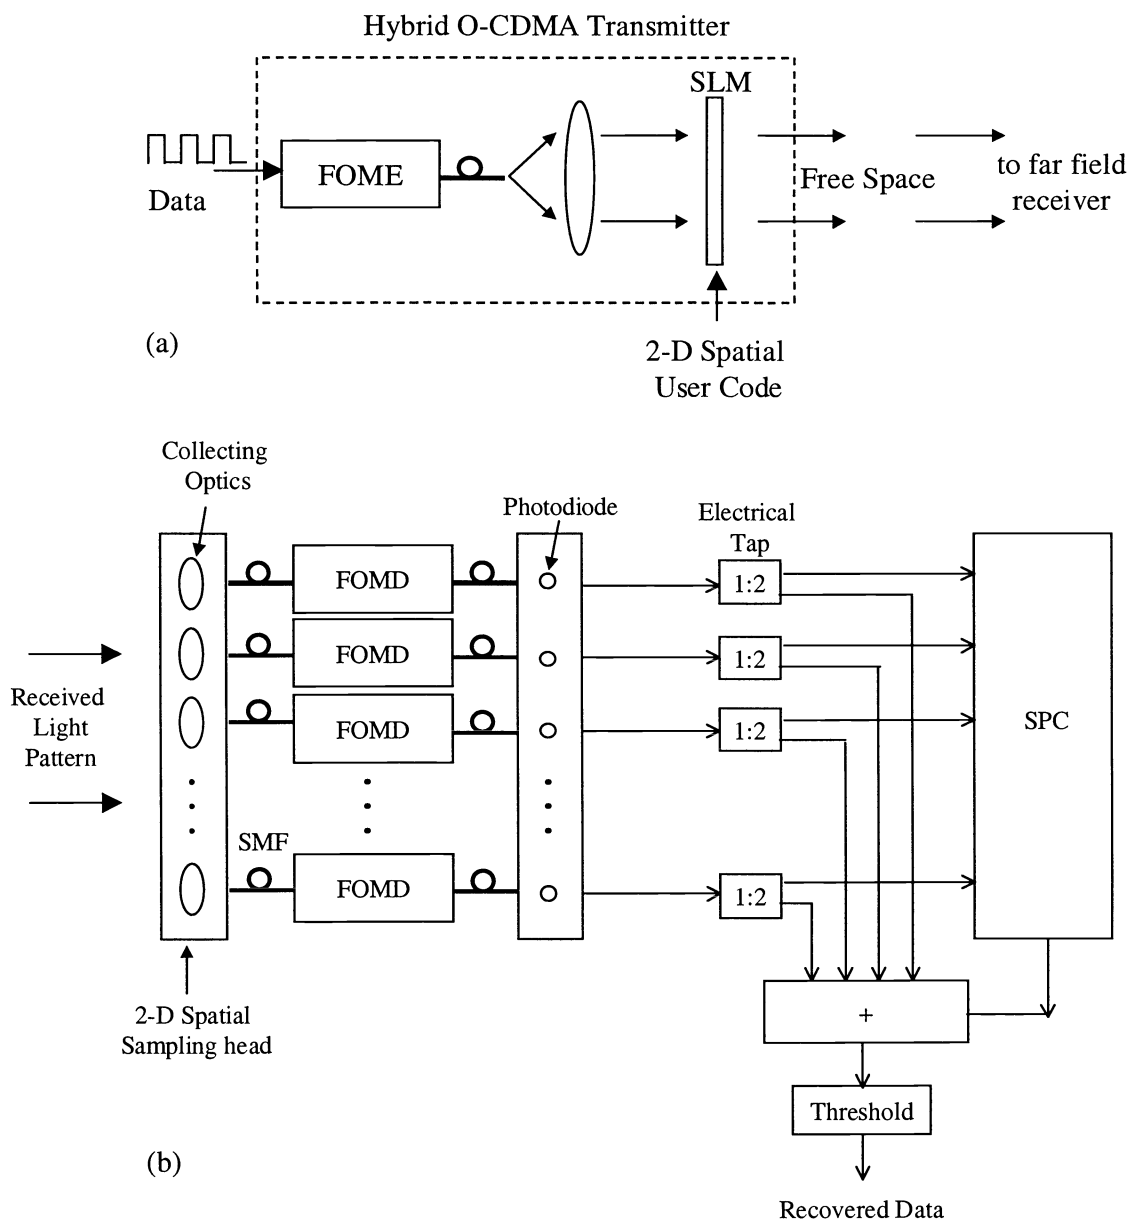 Hybrid O-CDMA Transmitter
SLM
FOME
Data
Free Space
to far field
receiver
(a)
2-D Spatial
User Code
Collecting
Optics
Photodiode
Electrical
Tap
FOMD
1:2
FOMD
1:2
Received
Light
Pattern
FOMD
1:2
SPC
SMF
FOMD
1:2
2-D Spatial
Sampling head
+
Threshold
(b)
Recovered Data